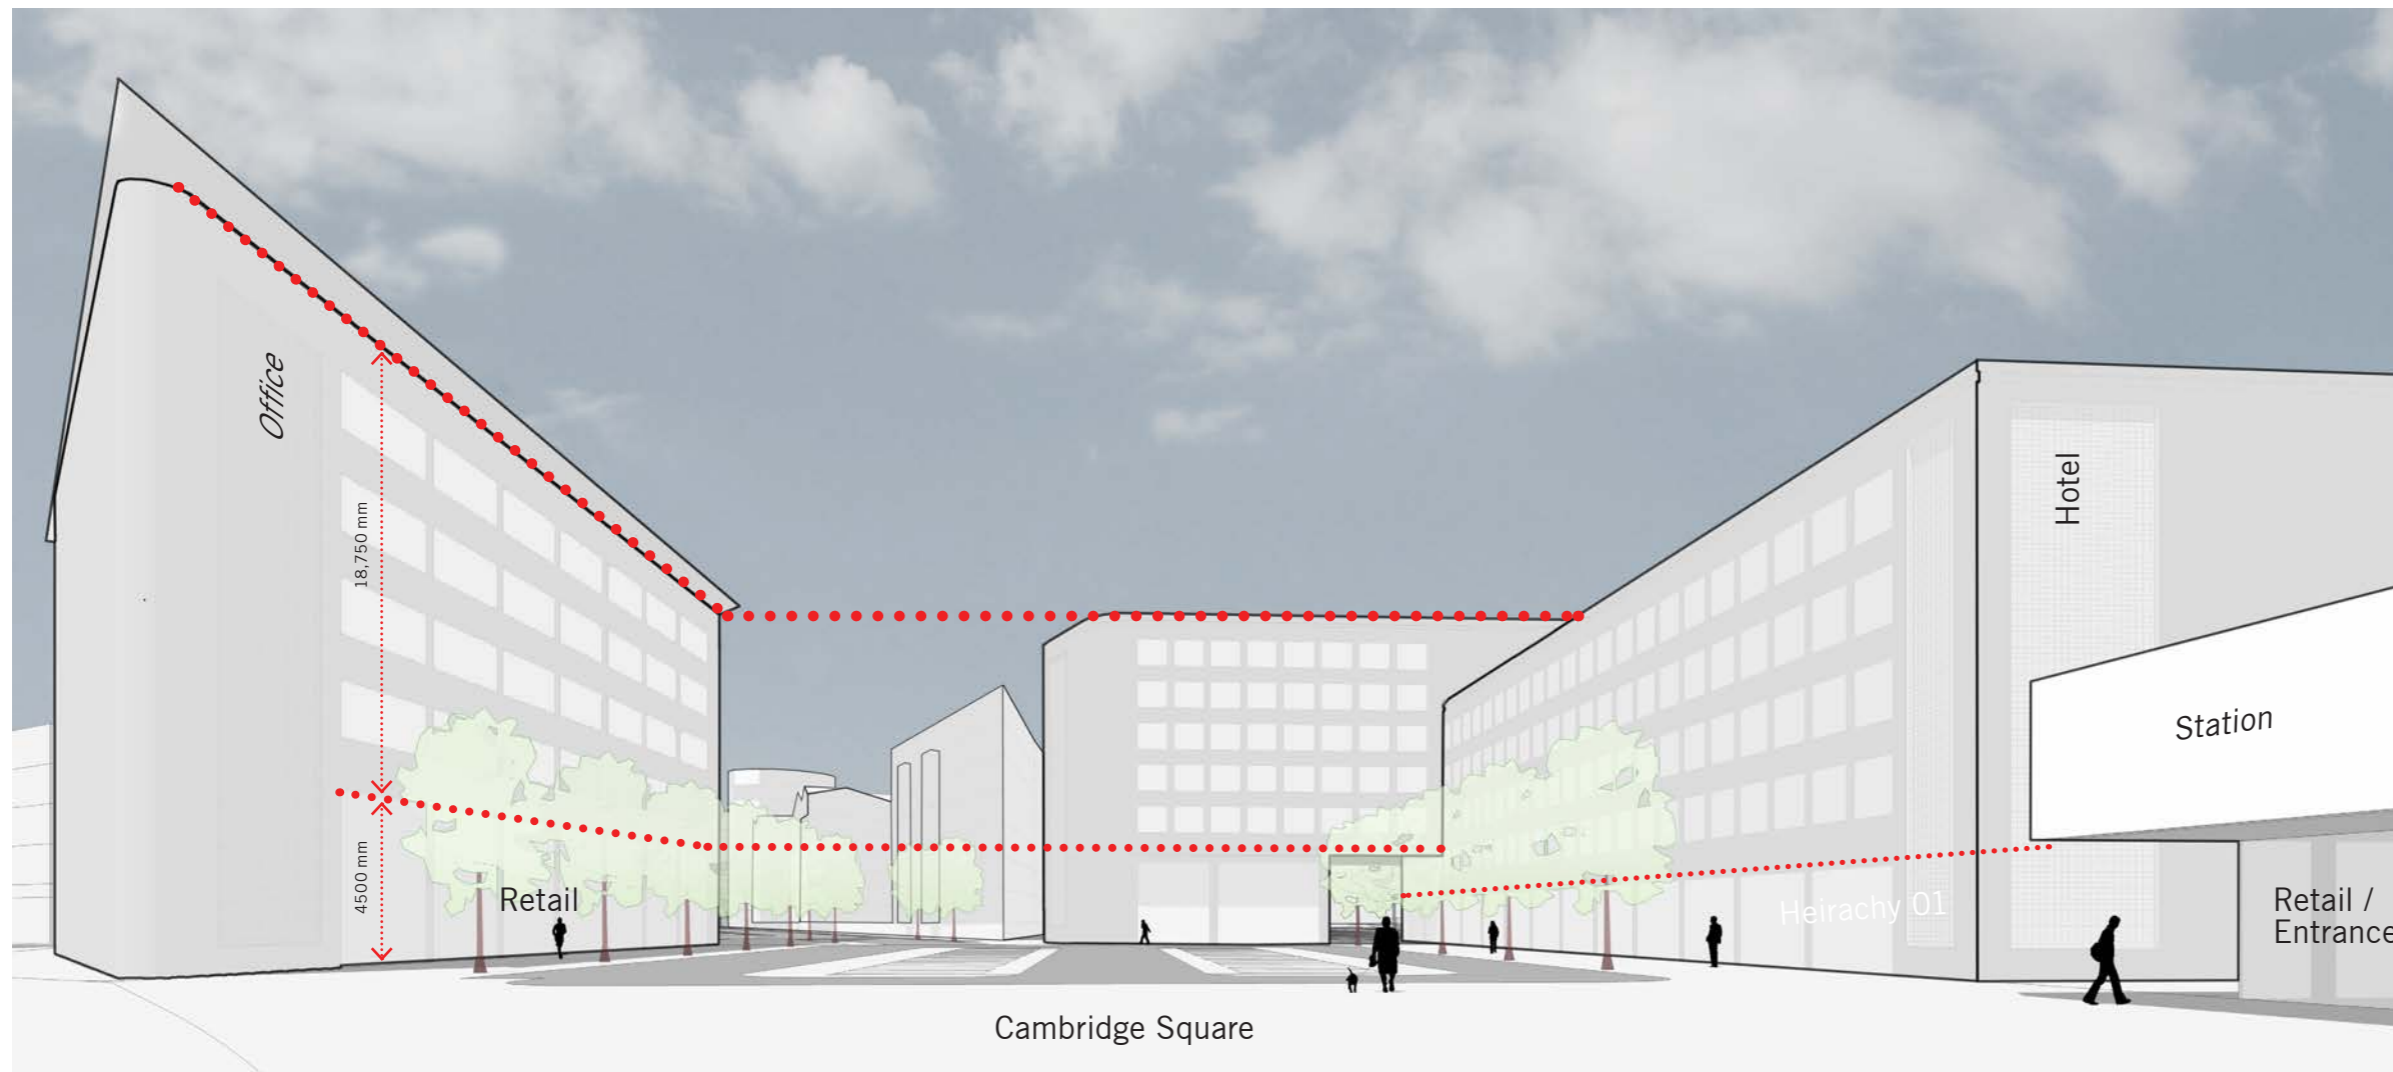 Office
18,750 mm
4500 mm
Retail
Hotel
Station
Heirachy 01
Retail /
Entrance
Cambridge Square